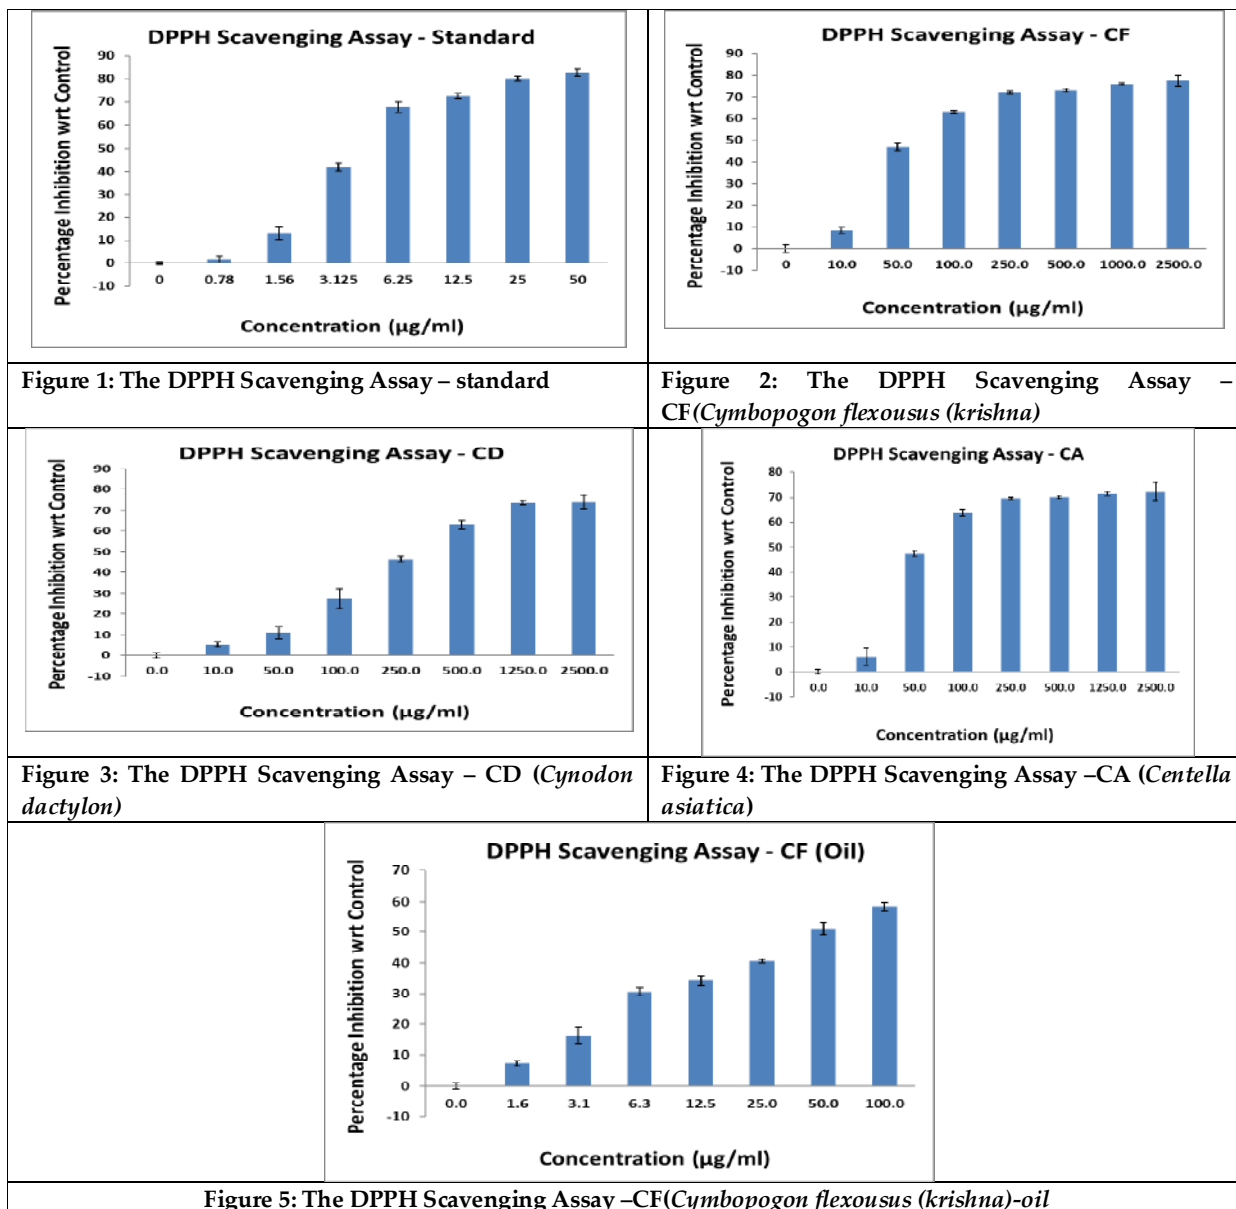 DPPH Scavenging Assay - Standard
Percentage Inhibition wrt Control
90
80
70
60
50
40
30
20
10
0
-10
0 0.78 1.56 3.125 6.25 12.5 25 50
Concentration (µg/ml)
DPPH Scavenging Assay - CF
Percentage Inhibition wrt Control
90
80
70
60
50
40
30
20
10
0
-10
0 10.0 50.0 100.0 250.0 500.0 1000.0 2500.0
Concentration (µg/ml)
Figure 1: The DPPH Scavenging Assay – standard
Figure 2: The DPPH Scavenging Assay –
CF(Cymbopogon flexousus (krishna)
DPPH Scavenging Assay - CD
Percentage Inhibition wrt Control
90
80
70
60
50
40
30
20
10
0
-10
0.0 10.0 50.0 100.0 250.0 500.0 1250.0 2500.0
Concentration (µg/ml)
DPPH Scavenging Assay - CA
Percentage Inhibition wrt Control
80
70
60
50
40
30
20
10
0
-10
0.0 10.0 50.0 100.0 250.0 500.0 1250.0 2500.0
Concentration (µg/ml)
Figure 3: The DPPH Scavenging Assay – CD (Cynodon
dactylon)
Figure 4: The DPPH Scavenging Assay –CA (Centella
asiatica)
DPPH Scavenging Assay - CF (Oil)
Percentage Inhibition wrt Control
70
60
50
40
30
20
10
0
-10
0.0 1.6 3.1 6.3 12.5 25.0 50.0 100.0
Concentration (µg/ml)
Figure 5: The DPPH Scavenging Assay –CF(Cymbopogon flexousus (krishna)-oil